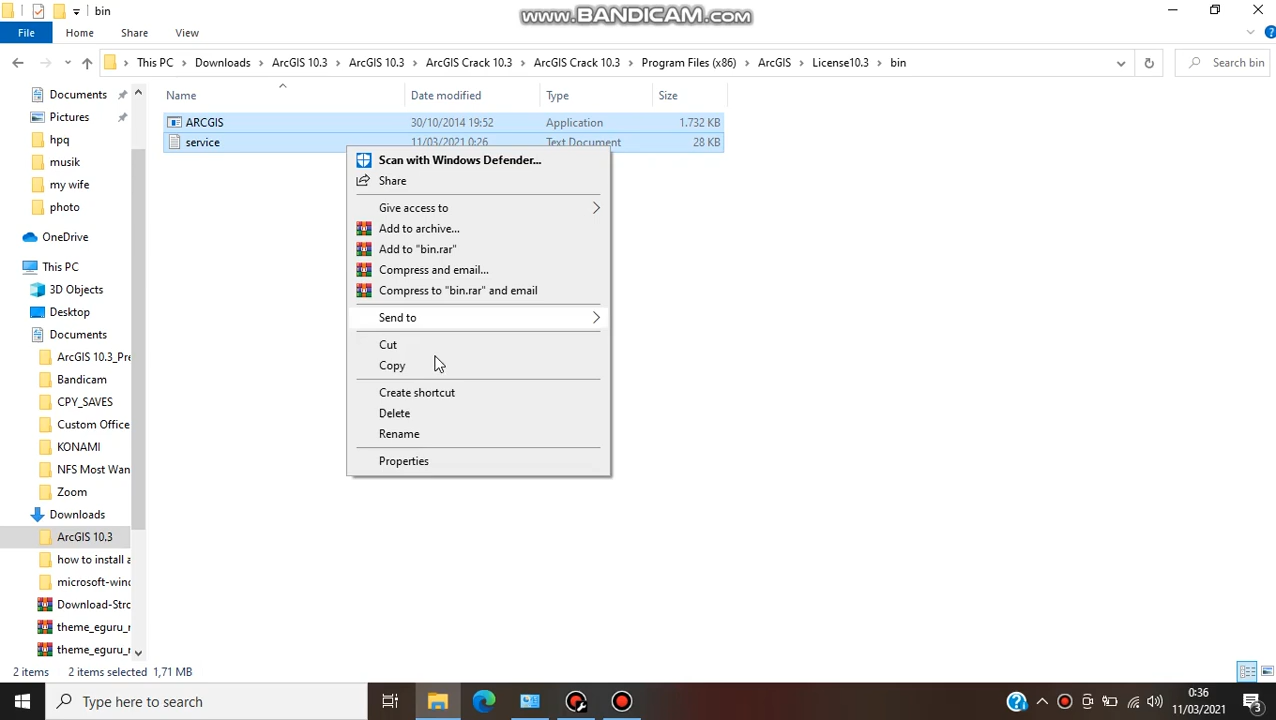 bin
www.BANDICAM.com
File Home Share View
This PC Downloads ArcGIS 10.3 ArcGIS 10.3 ArcGIS Crack 10.3 ArcGIS Crack 10.3 Program Files (x86) ArcGIS License10.3 bin Search bin
Name Date modified Type Size
ARCGIS 30/10/2014 19:52 Application 1.732 KB
service 11/03/2021 0:26 Text Document 28 KB
Documents
Pictures
hpq
musik
my wife
photo
OneDrive
This PC
3D Objects
Desktop
Documents
ArcGIS 10.3_Pre
Bandicam
CPY_SAVES
Custom Office
KONAMI
NFS Most Wan
Zoom
Downloads
ArcGIS 10.3
how to install a
microsoft-wind
Download-Stro
theme_eguru_r
theme_eguru_r
Scan with Windows Defender...
Share
Give access to
Add to archive...
Add to "bin.rar"
Compress and email...
Compress to "bin.rar" and email
Send to
Cut
Copy
Create shortcut
Delete
Rename
Properties
2 items 2 items selected 1,71 MB
Type here to search
0:36
11/03/2021
3